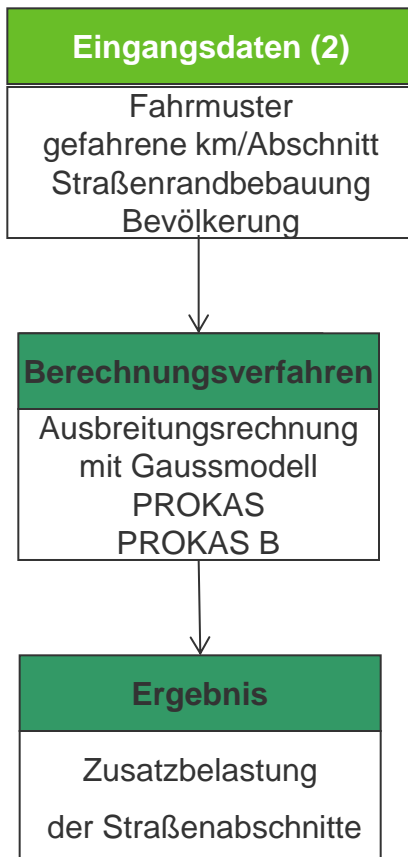 Eingangsdaten (2)
Fahrmuster
gefahrene km/Abschnitt
Straßenrandbebauung
Bevölkerung
Berechnungsverfahren
Ausbreitungsrechnung
mit Gaussmodell
PROKAS
PROKAS B
Ergebnis
Zusatzbelastung
der Straßenabschnitte